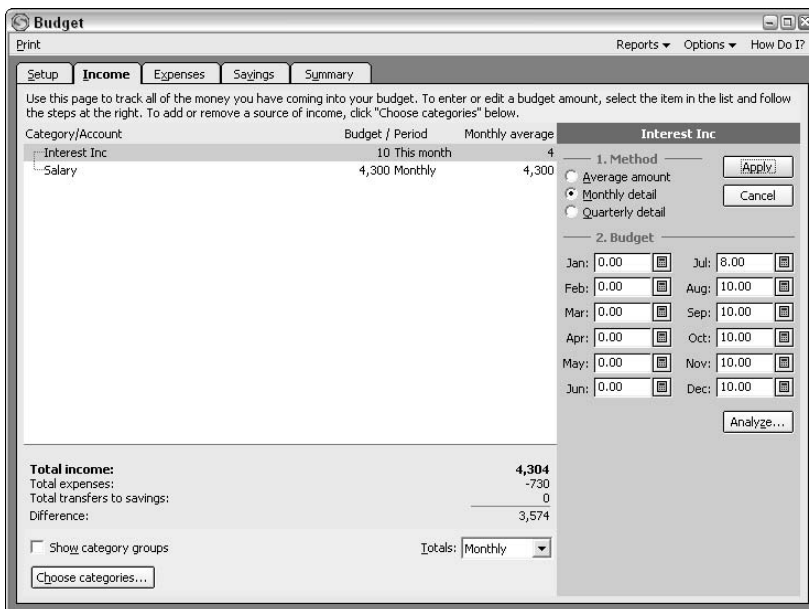 Budget
Print
Reports Options How Do I?
Setup Income Expenses Savings Summary
Use this page to track all of the money you have coming into your budget. To enter or edit a budget amount, select the item in the list and follow
the steps at the right. To add or remove a source of income, click "Choose categories" below.
Category/Account Budget / Period Monthly average
Interest Inc 10 This month 4
Salary 4,300 Monthly 4,300
Total income: 4,304
Total expenses: -730
Total transfers to savings: 0
Difference: 3,574
Show category groups Totals: Monthly
Choose categories...
Interest Inc
1. Method
Average amount
Monthly detail
Quarterly detail
Apply
Cancel
2. Budget
Jan: 0.00 Jul: 8.00
Feb: 0.00 Aug: 10.00
Mar: 0.00 Sep: 10.00
Apr: 0.00 Oct: 10.00
May: 0.00 Nov: 10.00
Jun: 0.00 Dec: 10.00
Analyze...